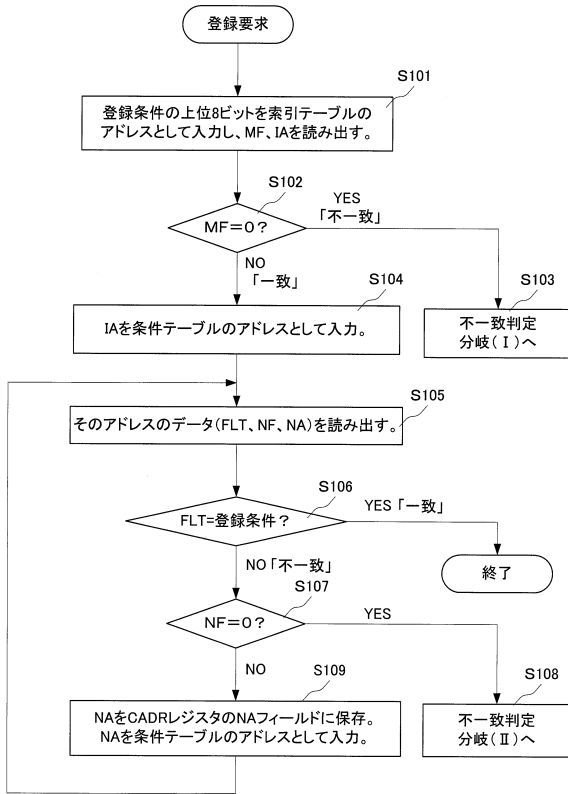 登録要求
S101
登録条件の上位8ビットを索引テーブルの
アドレスとして入力し、MF、IAを読み出す。
S102
MF=0?
YES
「不一致」
NO
「一致」
S103
不一致判定
分岐(Ⅰ)へ
S104
IAを条件テーブルのアドレスとして入力。
S105
そのアドレスのデータ(FLT、NF、NA)を読み出す。
S106
FLT=登録条件?
YES「一致」
終了
NO「不一致」
S107
NF=0?
YES
NO
S108
不一致判定
分岐(Ⅱ)へ
S109
NAをCADRレジスタのNAフィールドに保存。
NAを条件テーブルのアドレスとして入力。